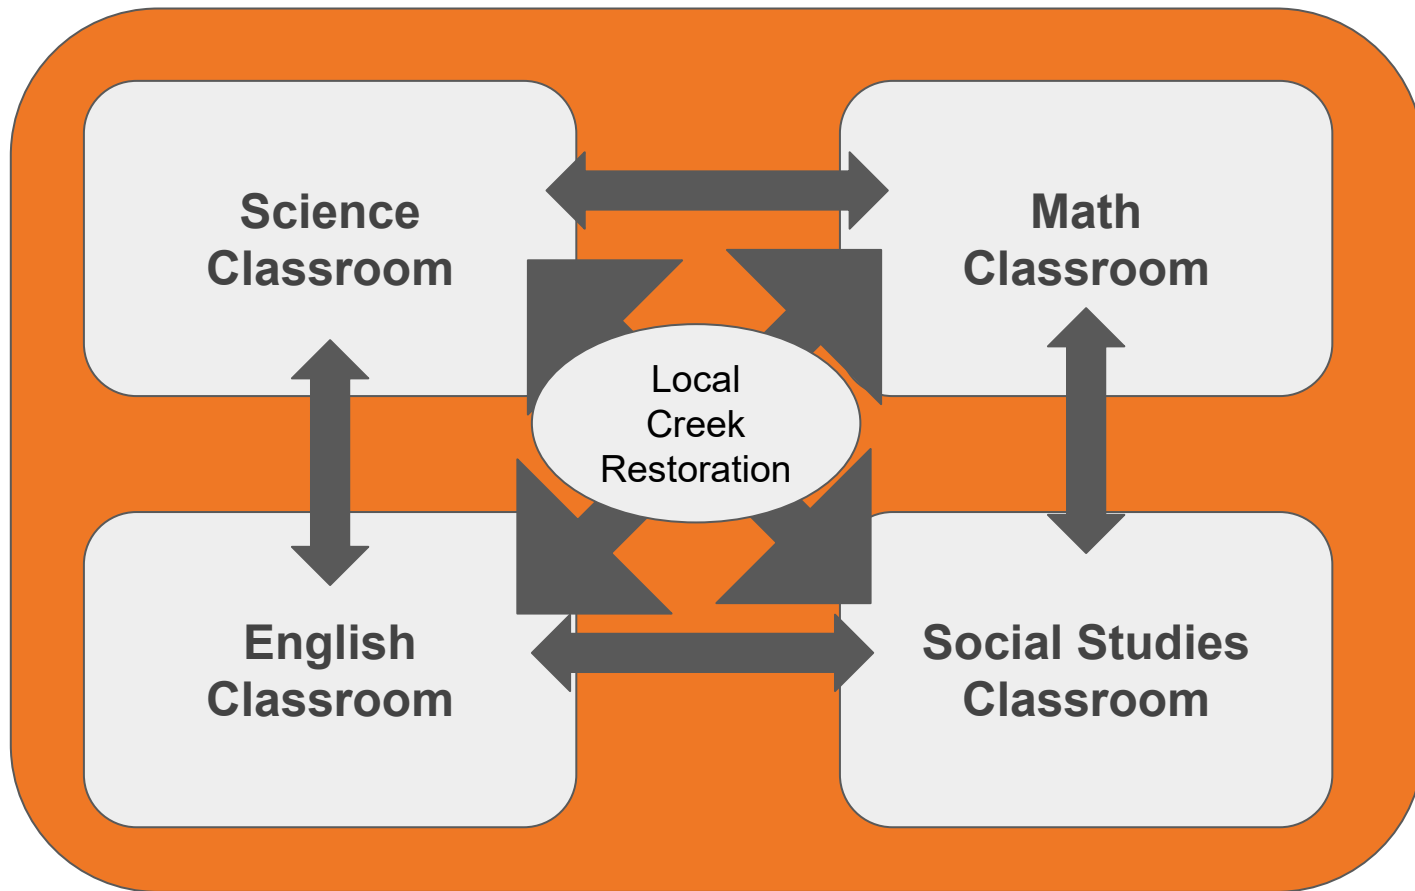 Science
Classroom
Math
Classroom
Local
Creek
Restoration
English
Classroom
Social Studies
Classroom